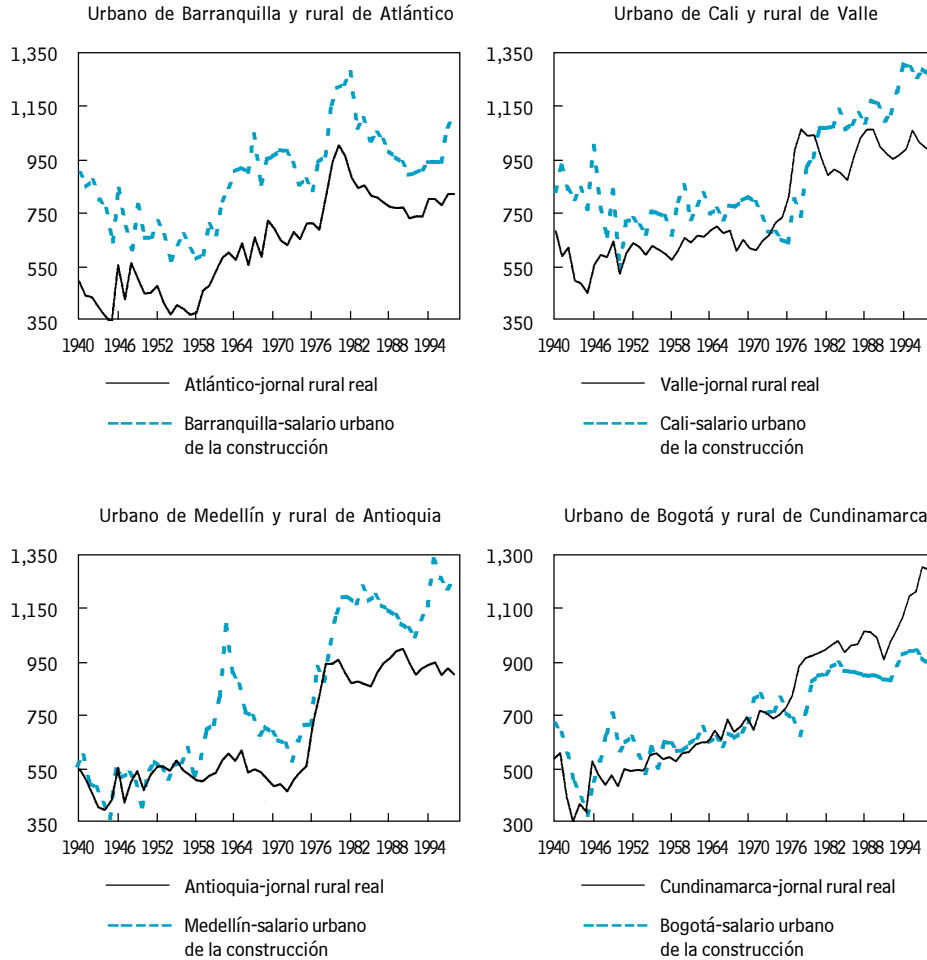 Urbano de Barranquilla y rural de Atlántico
1,350
1,150
950
750
550
350
1940 1946 1952 1958 1964 1970 1976 1982 1988 1994
Atlántico-jornal rural real
Barranquilla-salario urbano
de la construcción
Urbano de Cali y rural de Valle
1,350
1,150
950
750
550
350
1940 1946 1952 1958 1964 1970 1976 1982 1988 1994
Valle-jornal rural real
Cali-salario urbano
de la construcción
Urbano de Medellín y rural de Antioquia
1,350
1,150
950
750
550
350
1940 1946 1952 1958 1964 1970 1976 1982 1988 1994
Antioquia-jornal rural real
Medellín-salario urbano
de la construcción
Urbano de Bogotá y rural de Cundinamarca
1,300
1,100
900
700
500
300
1940 1946 1952 1958 1964 1970 1976 1982 1988 1994
Cundinamarca-jornal rural real
Bogotá-salario urbano
de la construcción